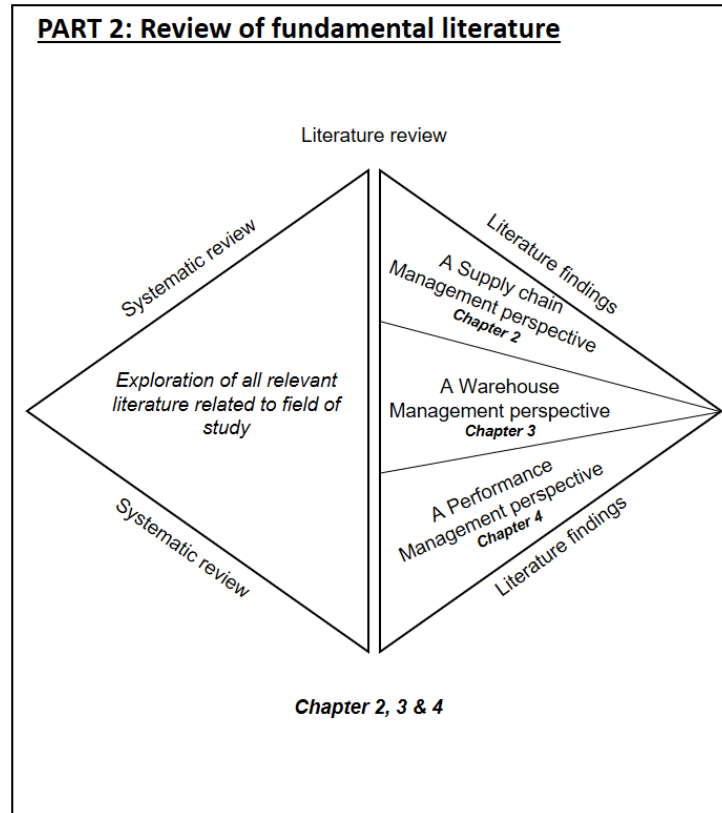 PART 2: Review of fundamental literature
Literature review
Systematic review
Literature findings
A Supply chain
Management perspective
Chapter 2
Exploration of all relevant
literature related to field of
study
A Warehouse
Management perspective
Chapter 3
A Performance
Management perspective
Chapter 4
Systematic review
Literature findings
Chapter 2, 3 & 4